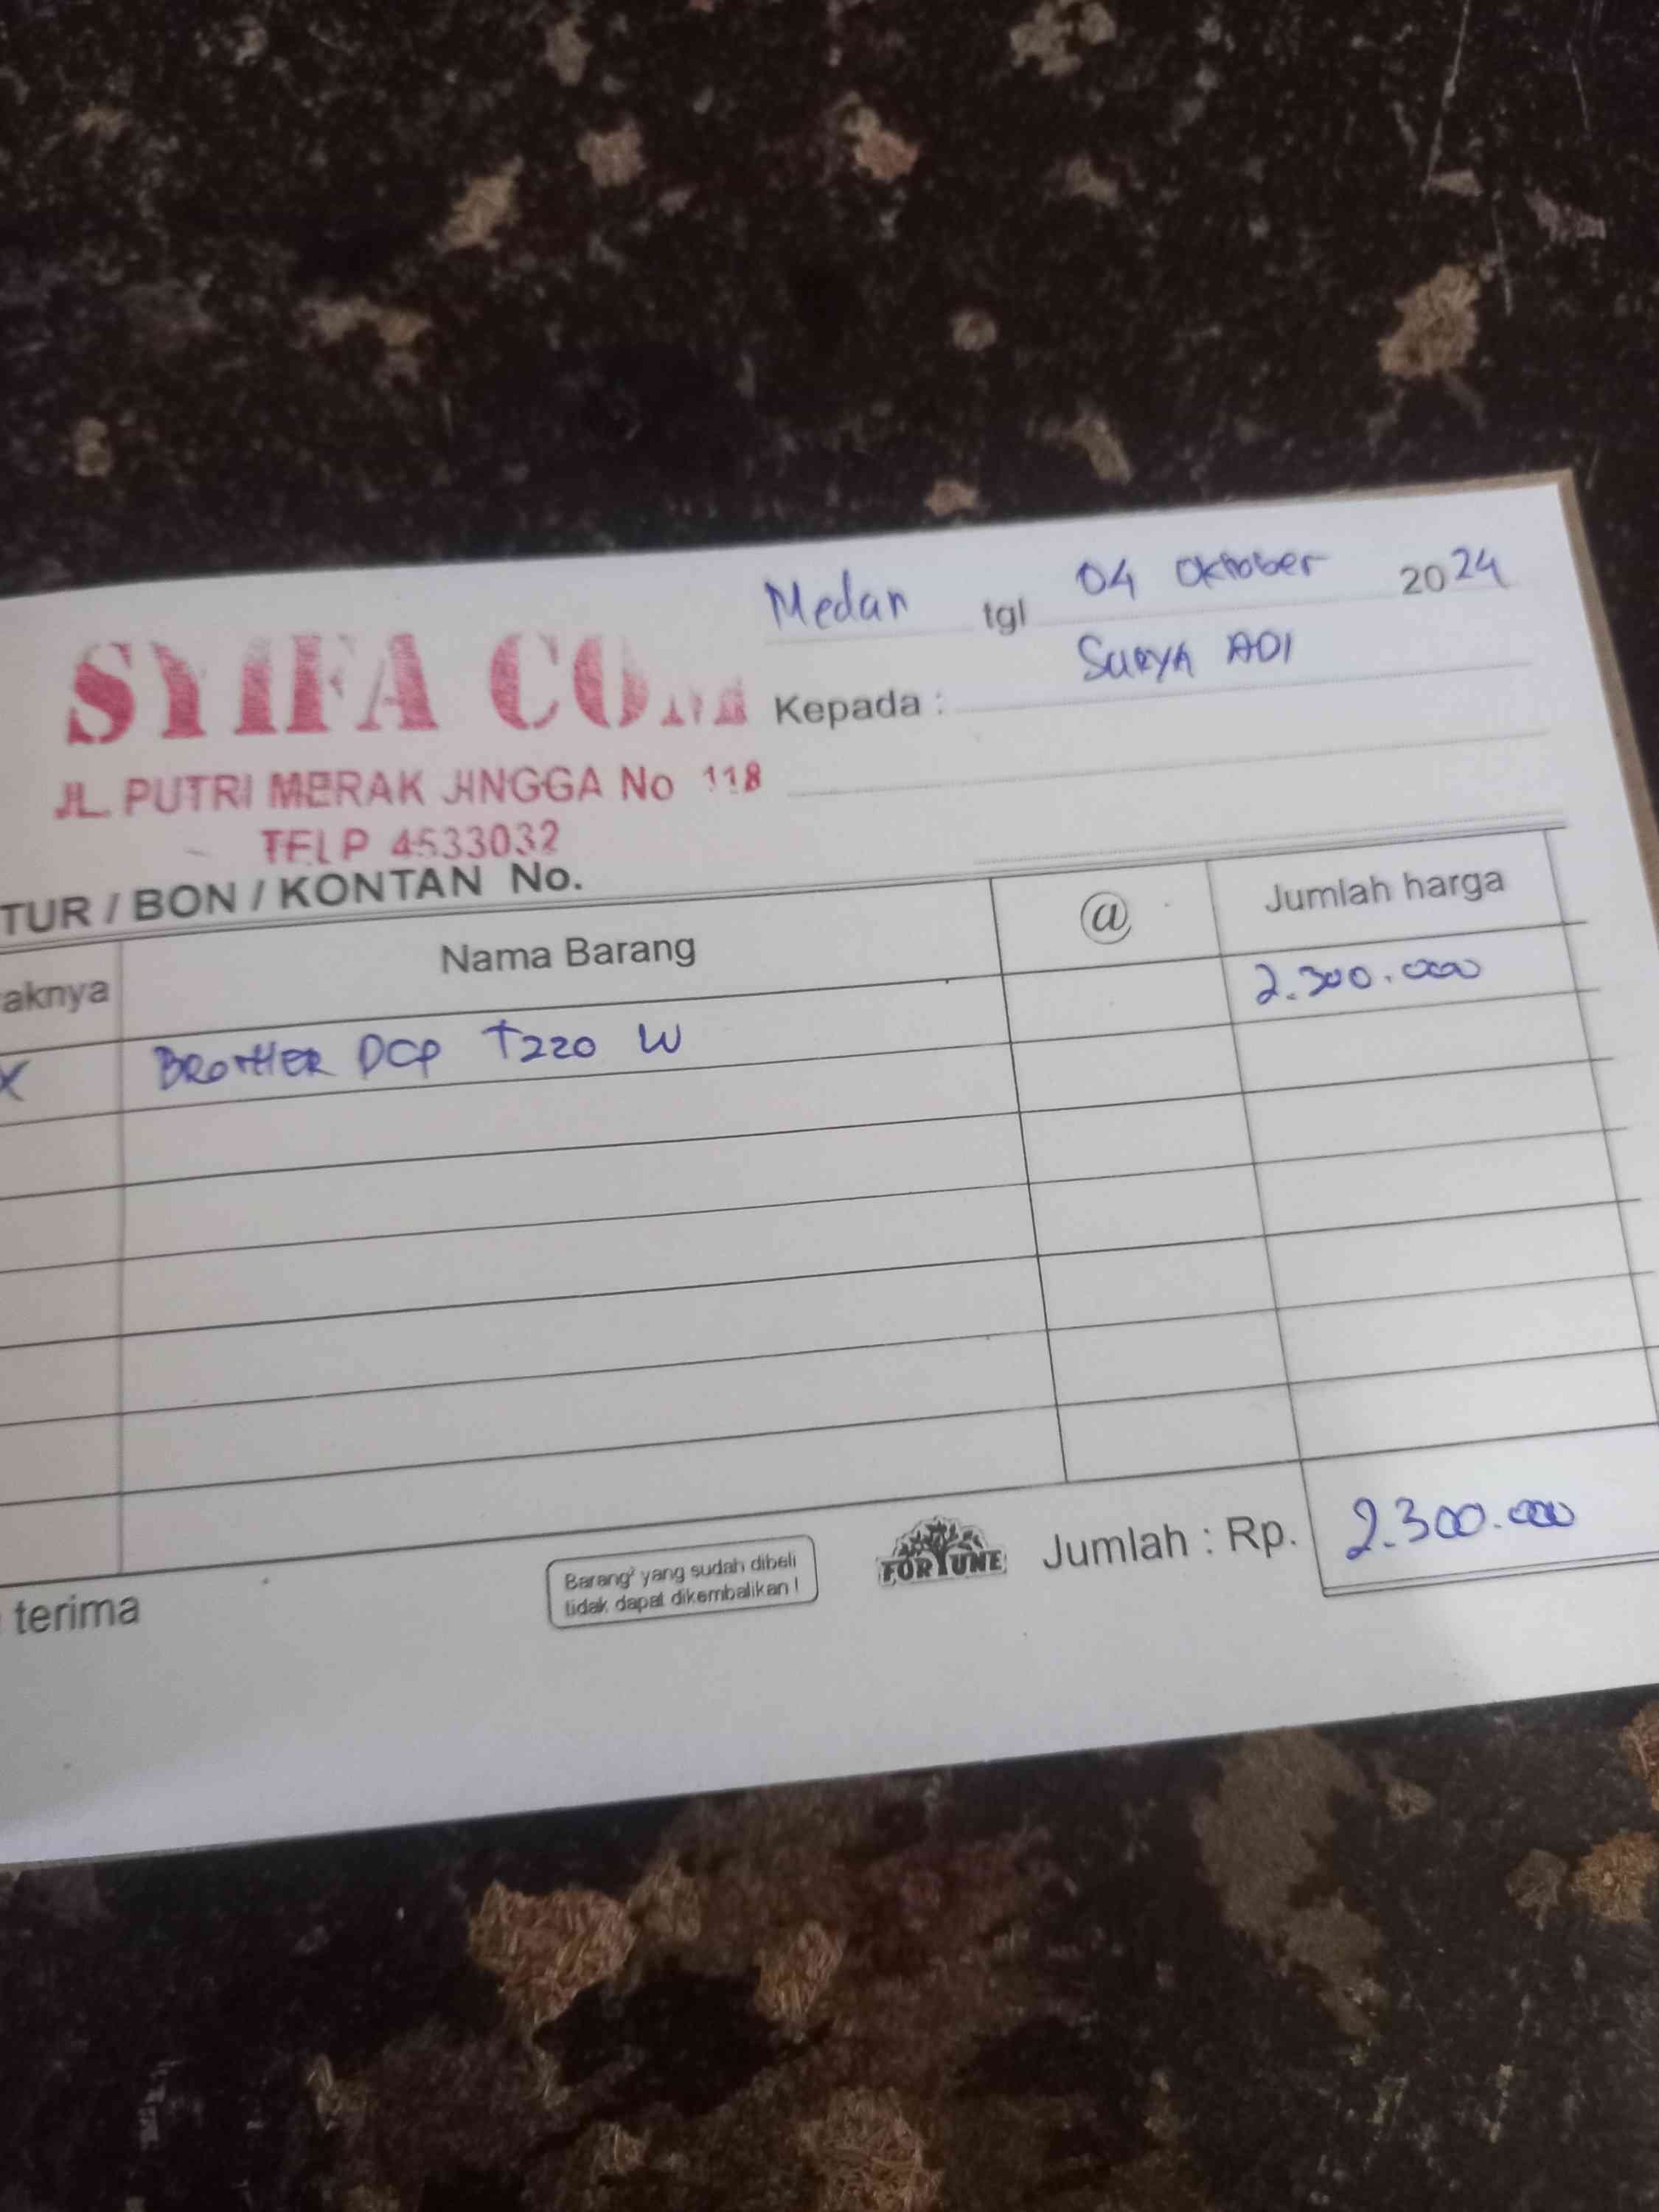 Medan tgl 04 Oktober 2024
SYIFA COM
Kepada : SURYA ADI
JL. PUTRI MERAK JINGGA No 118
TELP 4533032
TUR / BON / KONTAN No.
aknya Nama Barang @ Jumlah harga
X BROTHER DCP T220 W 2.300.000
Jumlah : Rp. 2.300.000
FORTUNE
Barang² yang sudah dibeli
tidak dapat dikembalikan !
terima